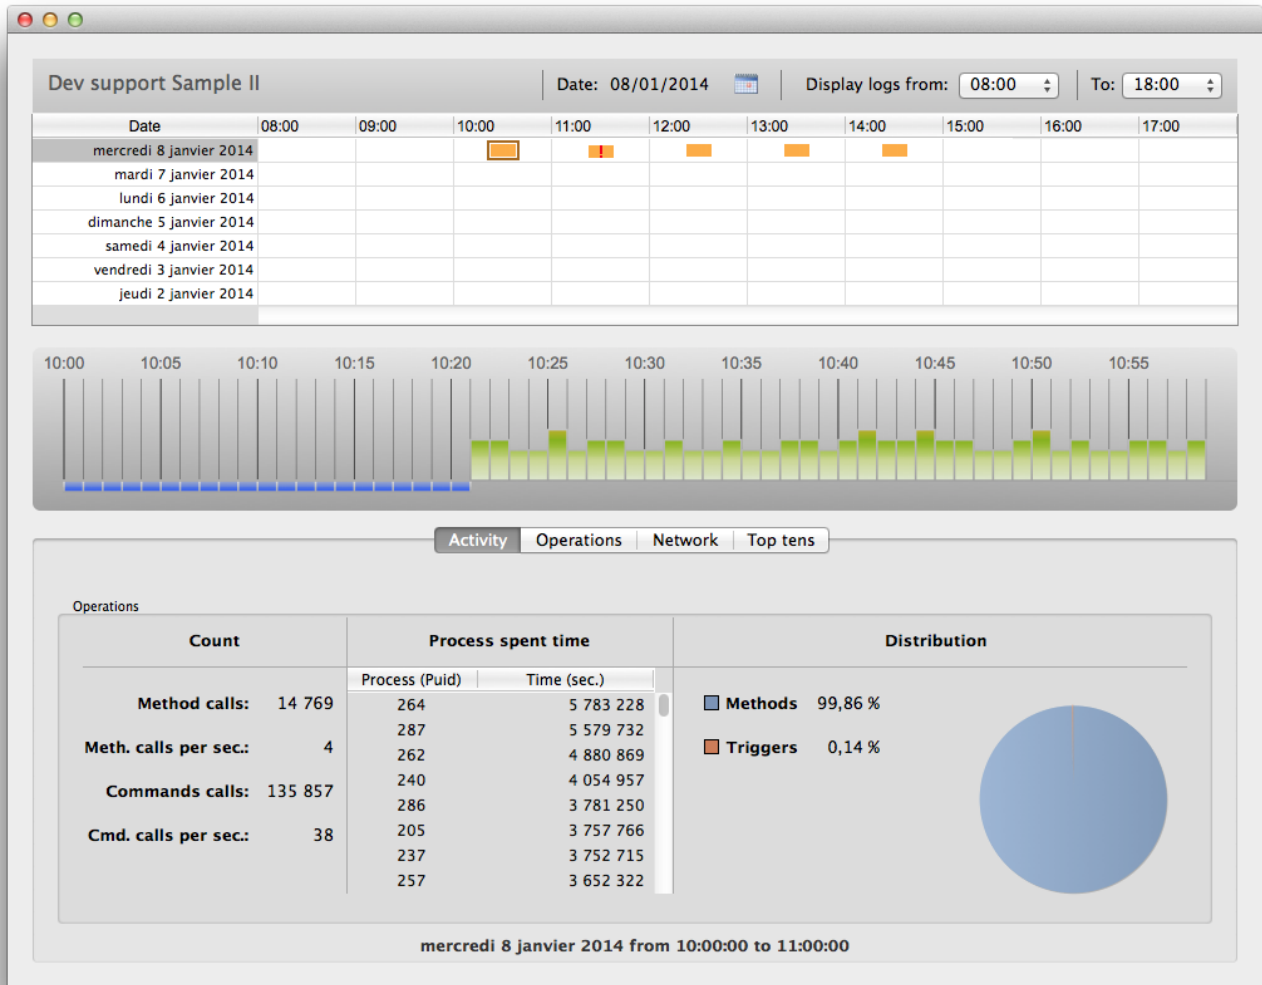 Dev support Sample II
Date: 08/01/2014
Display logs from: 08:00
To: 18:00
Date 08:00 09:00 10:00 11:00 12:00 13:00 14:00 15:00 16:00 17:00
mercredi 8 janvier 2014
!
mardi 7 janvier 2014
lundi 6 janvier 2014
dimanche 5 janvier 2014
samedi 4 janvier 2014
vendredi 3 janvier 2014
jeudi 2 janvier 2014
10:00 10:05 10:10 10:15 10:20 10:25 10:30 10:35 10:40 10:45 10:50 10:55
Activity Operations Network Top tens
Operations
Count
Method calls: 14 769
Meth. calls per sec.: 4
Commands calls: 135 857
Cmd. calls per sec.: 38
Process spent time
Process (Puid) Time (sec.)
264 5 783 228
287 5 579 732
262 4 880 869
240 4 054 957
286 3 781 250
205 3 757 766
237 3 752 715
257 3 652 322
Distribution
Methods 99,86 %
Triggers 0,14 %
mercredi 8 janvier 2014 from 10:00:00 to 11:00:00